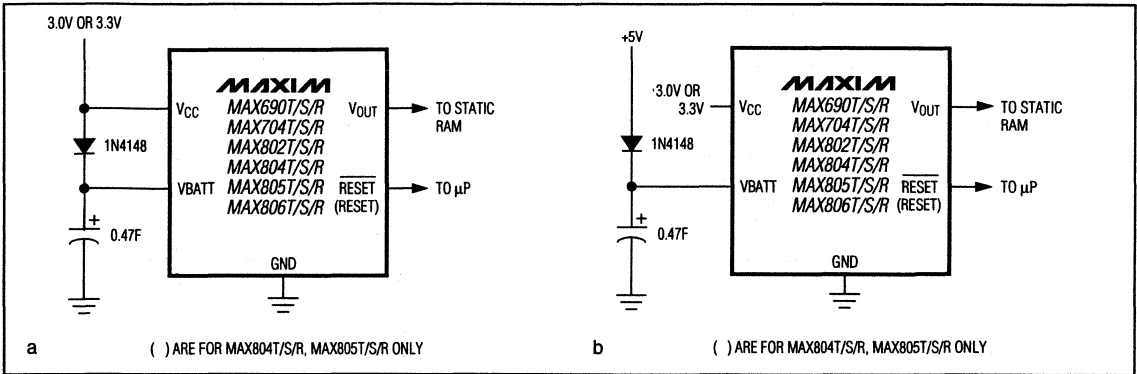 3.0V OR 3.3V
MAXIM
VCC
MAX690T/S/R
MAX704T/S/R
MAX802T/S/R
MAX804T/S/R
MAX805T/S/R
MAX806T/S/R
VOUT
TO STATIC
RAM
1N4148
VBATT
RESET
(RESET)
TO µP
+
0.47F
GND
a
( ) ARE FOR MAX804T/S/R, MAX805T/S/R ONLY
+5V
3.0V OR
3.3V
MAXIM
VCC
MAX690T/S/R
MAX704T/S/R
MAX802T/S/R
MAX804T/S/R
MAX805T/S/R
MAX806T/S/R
VOUT
TO STATIC
RAM
1N4148
VBATT
RESET
(RESET)
TO µP
+
0.47F
GND
b
( ) ARE FOR MAX804T/S/R, MAX805T/S/R ONLY